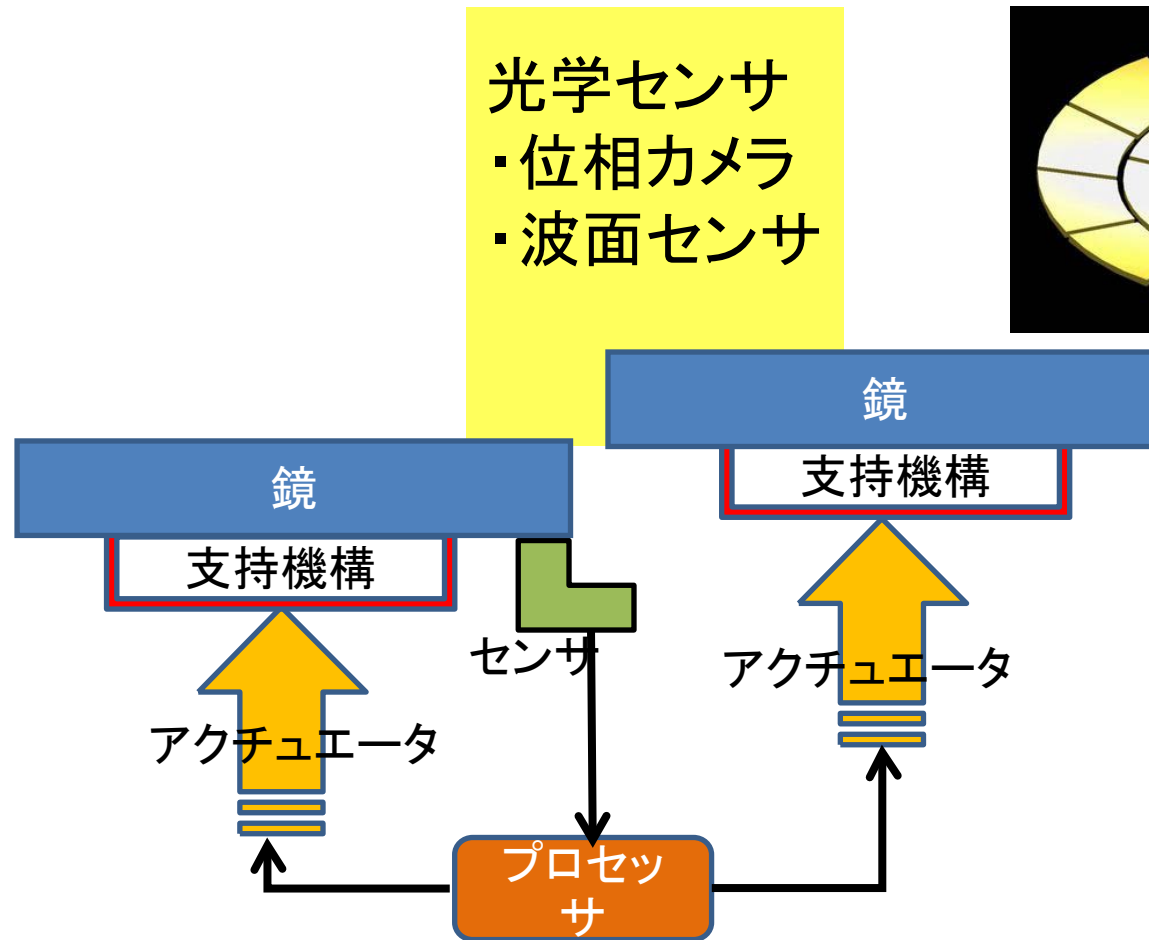 光学センサ
・位相カメラ
・波面センサ
鏡
支持機構
鏡
支持機構
センサ
アクチュエータ
アクチュエータ
プロセッ
サ